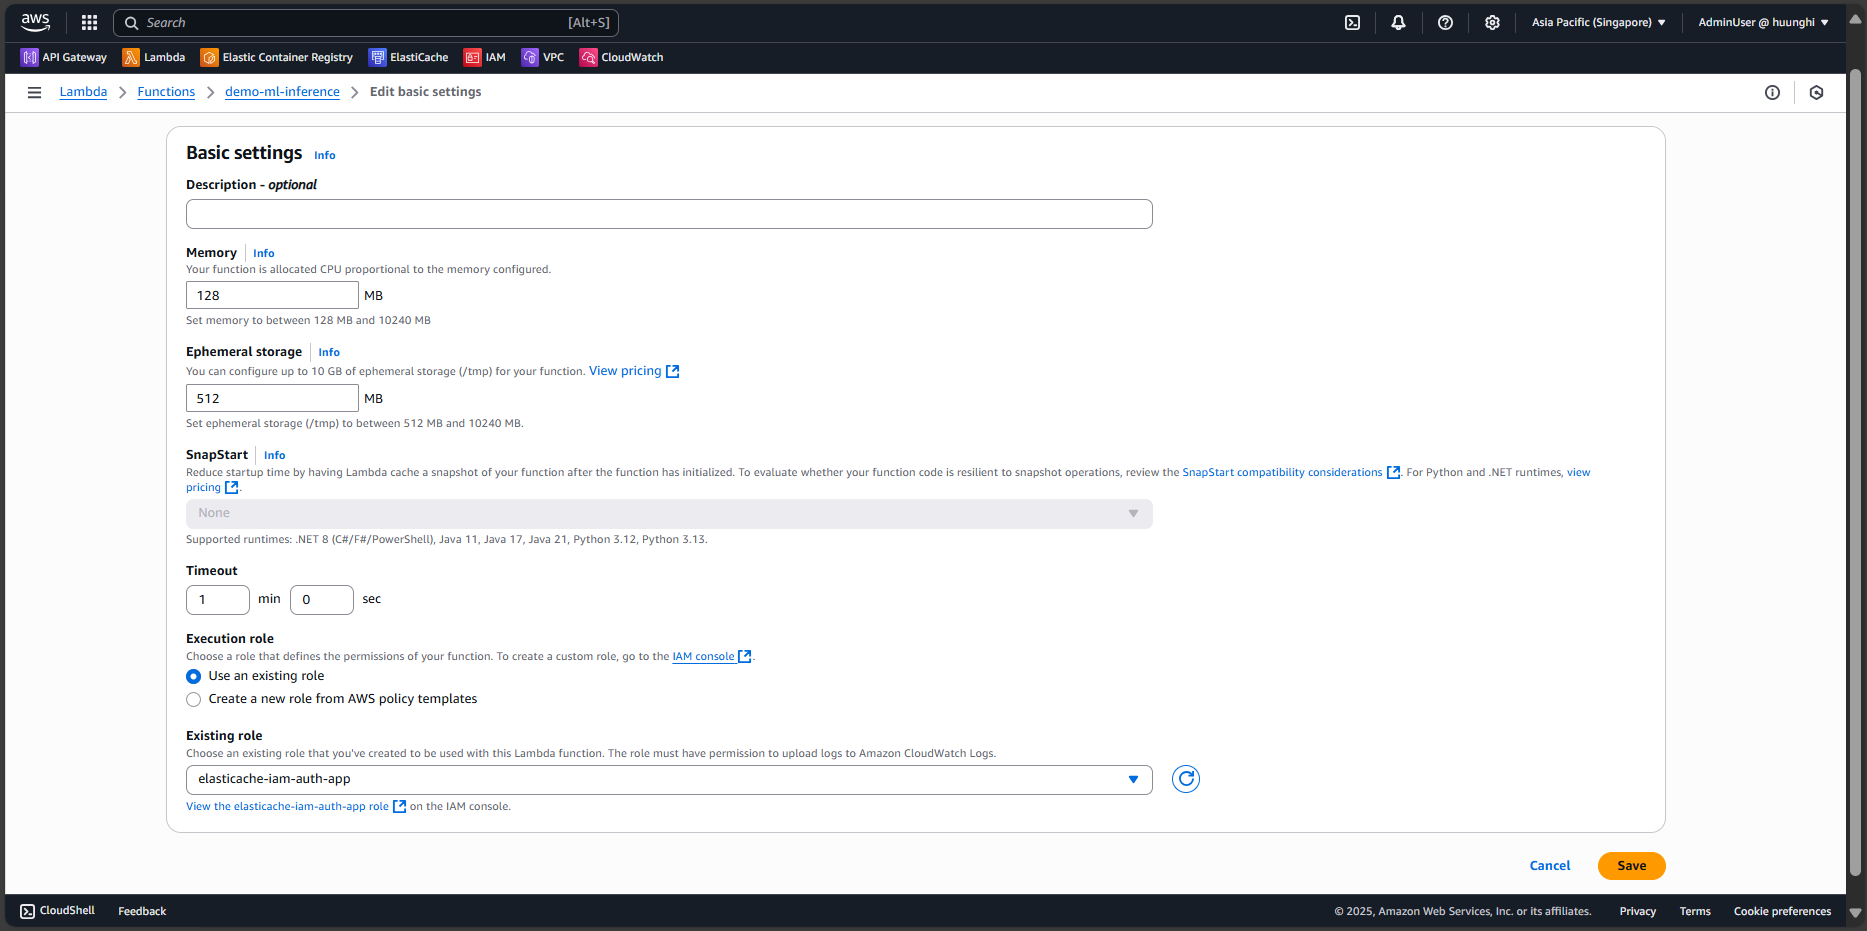 aws
Search [Alt+S]
Asia Pacific (Singapore)
AdminUser @ huunghi
API Gateway Lambda Elastic Container Registry ElastiCache IAM VPC CloudWatch
Lambda Functions demo-ml-inference Edit basic settings
Basic settings Info
Description - optional
Memory Info
Your function is allocated CPU proportional to the memory configured.
128 MB
Set memory to between 128 MB and 10240 MB
Ephemeral storage Info
You can configure up to 10 GB of ephemeral storage (/tmp) for your function. View pricing
512 MB
Set ephemeral storage (/tmp) to between 512 MB and 10240 MB.
SnapStart Info
Reduce startup time by having Lambda cache a snapshot of your function after the function has initialized. To evaluate whether your function code is resilient to snapshot operations, review the SnapStart compatibility considerations. For Python and .NET runtimes, view
pricing.
None
Supported runtimes: .NET 8 (C#/F#/PowerShell), Java 11, Java 17, Java 21, Python 3.12, Python 3.13.
Timeout
1 min 0 sec
Execution role
Choose a role that defines the permissions of your function. To create a custom role, go to the IAM console.
Use an existing role
Create a new role from AWS policy templates
Existing role
Choose an existing role that you've created to be used with this Lambda function. The role must have permission to upload logs to Amazon CloudWatch Logs.
elasticache-iam-auth-app
View the elasticache-iam-auth-app role on the IAM console.
Cancel Save
CloudShell Feedback © 2025, Amazon Web Services, Inc. or its affiliates. Privacy Terms Cookie preferences